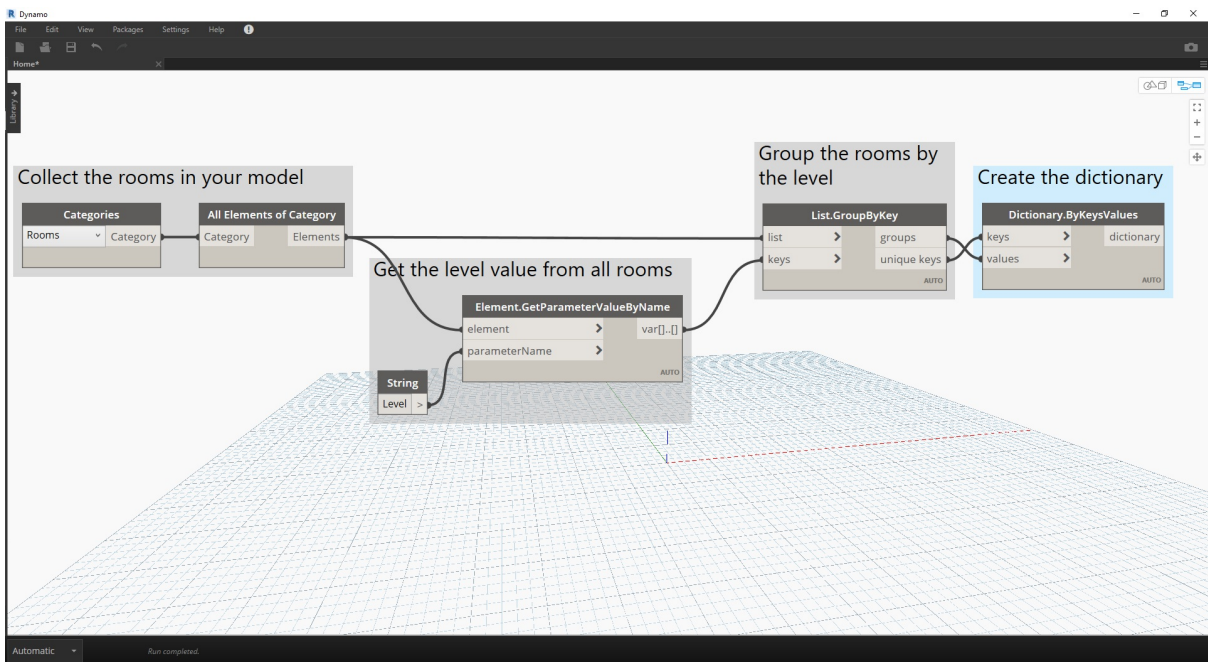 Dynamo
File Edit View Packages Settings Help
Home*
Library
Collect the rooms in your model
Categories
Rooms Category
All Elements of Category
Category Elements
Get the level value from all rooms
Element.GetParameterValueByName
element var[]..[]
parameterName
AUTO
String
Level >
Group the rooms by
the level
List.GroupByKey
list groups
keys unique keys
AUTO
Create the dictionary
Dictionary.ByKeysValues
keys dictionary
values
AUTO
Automatic Run completed.